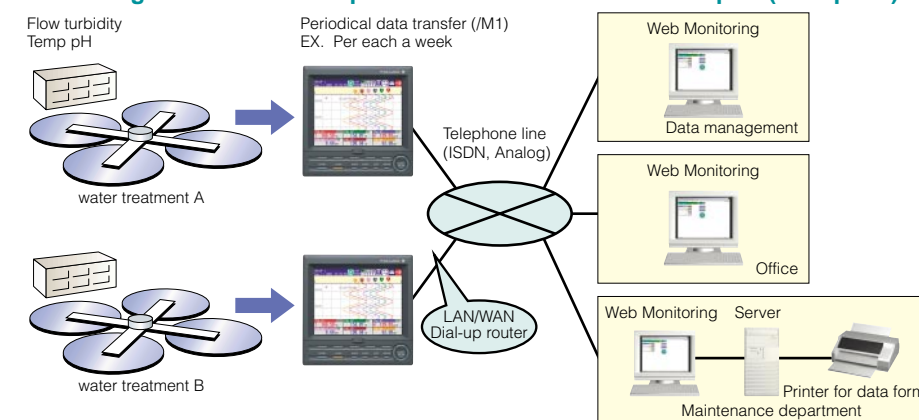 Flow turbidity
Temp pH
Periodical data transfer (/M1)
EX. Per each a week
water treatment A
water treatment B
Telephone line
(ISDN, Analog)
LAN/WAN
Dial-up router
Web Monitoring
Data management
Web Monitoring
Office
Web Monitoring Server
Printer for data form
Maintenance department